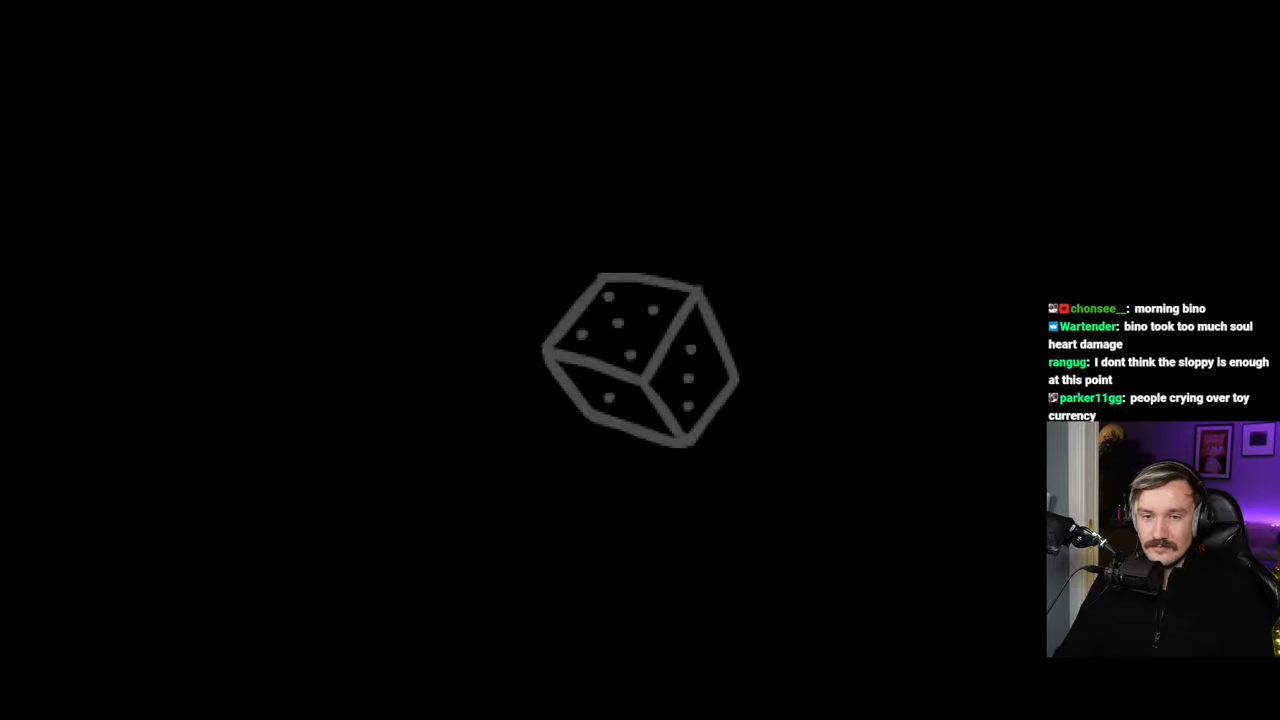 chonsee__: morning bino
Wartender: bino took too much soul
heart damage
rangug: I dont think the sloppy is enough
at this point
parker11gg: people crying over toy
currency